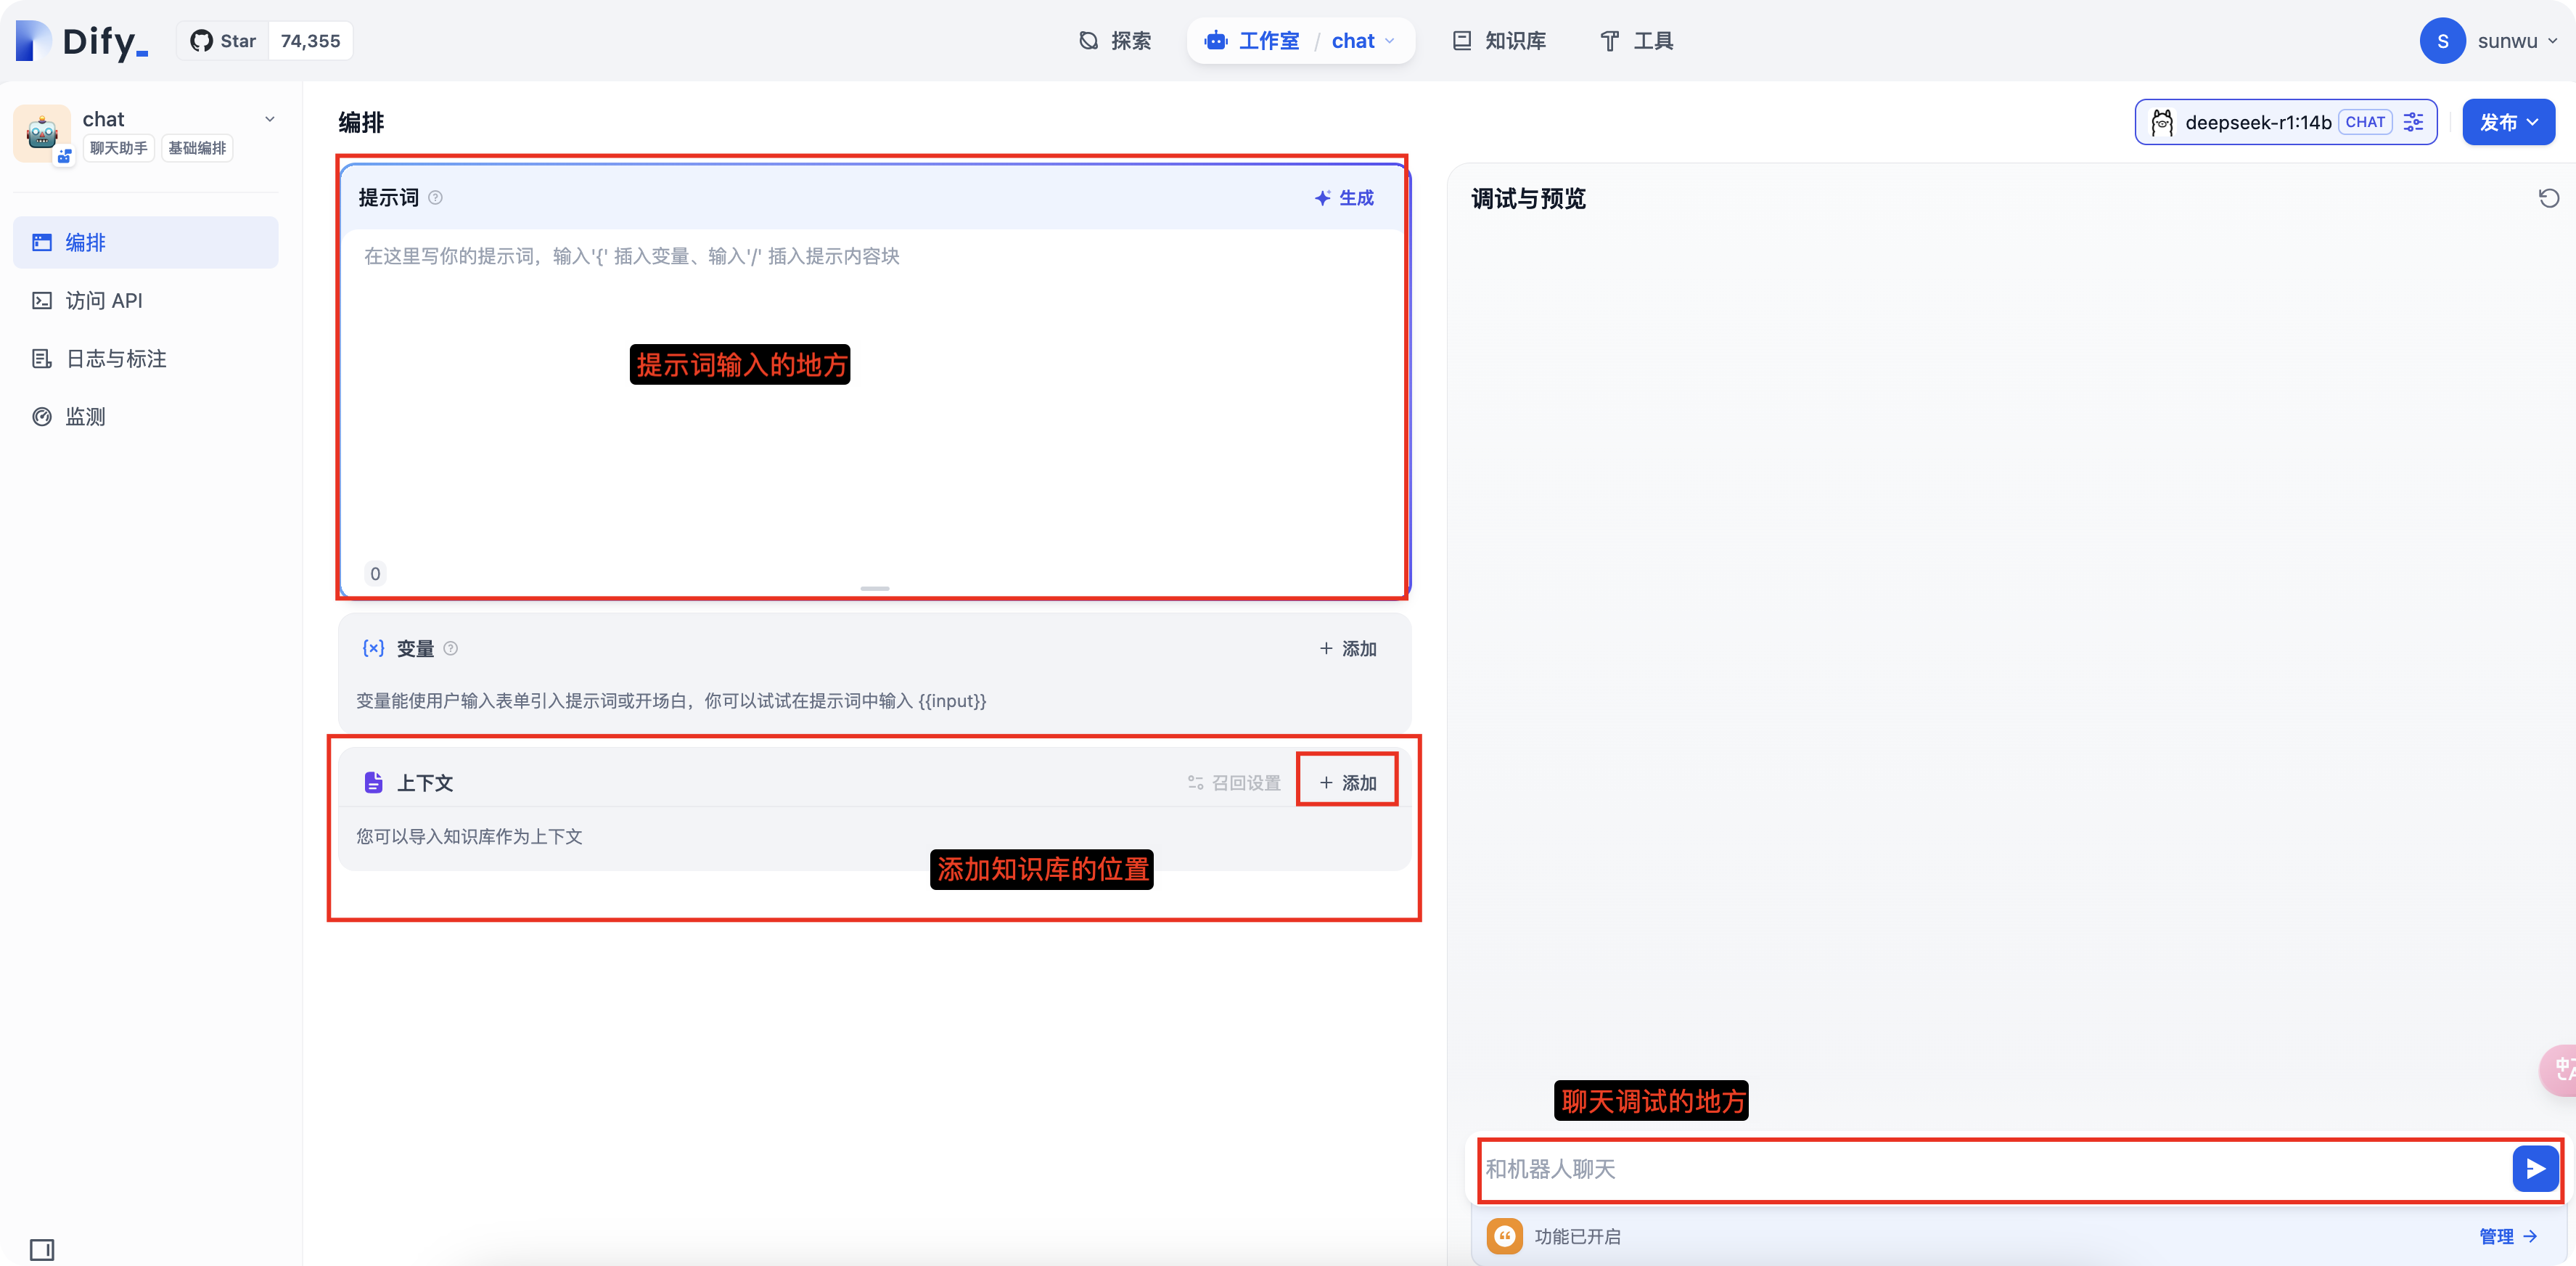 Dify_
Star 74,355
探索
工作室 / chat
知识库
工具
S sunwu
chat
聊天助手 基础编排
编排
访问 API
日志与标注
监测
编排
deepseek-r1:14b CHAT
发布
提示词
生成
在这里写你的提示词，输入'{' 插入变量、输入'/' 插入提示内容块
提示词输入的地方
0
{x} 变量
+ 添加
变量能使用户输入表单引入提示词或开场白，你可以试试在提示词中输入 {{input}}
上下文
召回设置
+ 添加
您可以导入知识库作为上下文
添加知识库的位置
调试与预览
聊天调试的地方
和机器人聊天
功能已开启
管理 →